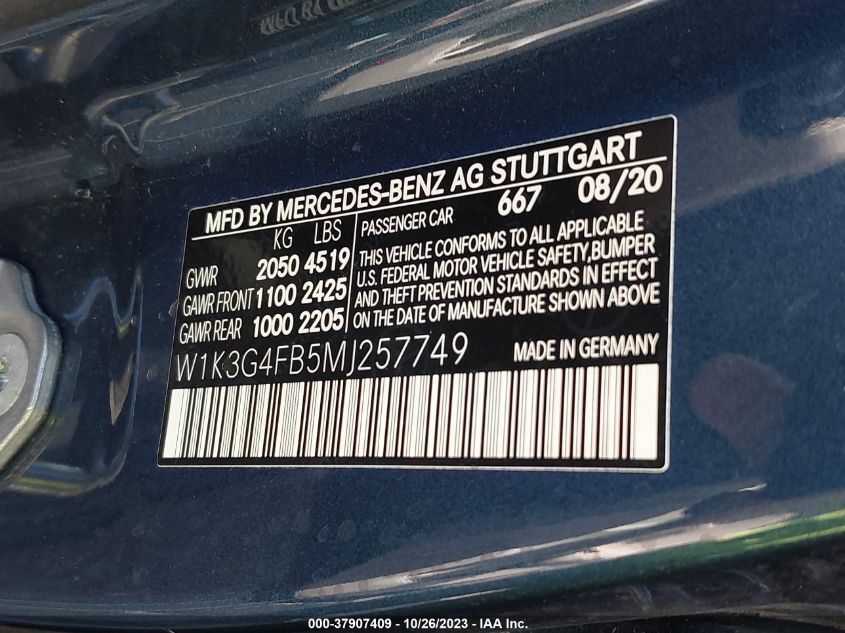 MFD BY MERCEDES-BENZ AG STUTTGART
KG LBS
GVWR 2050 4519
GAWR FRONT 1100 2425
GAWR REAR 1000 2205
PASSENGER CAR 667 08/20
THIS VEHICLE CONFORMS TO ALL APPLICABLE
U.S. FEDERAL MOTOR VEHICLE SAFETY,BUMPER
AND THEFT PREVENTION STANDARDS IN EFFECT
ON THE DATE OF MANUFACTURE SHOWN ABOVE
W1K3G4FB5MJ257749 MADE IN GERMANY
000-37907409 - 10/26/2023 - IAA Inc.